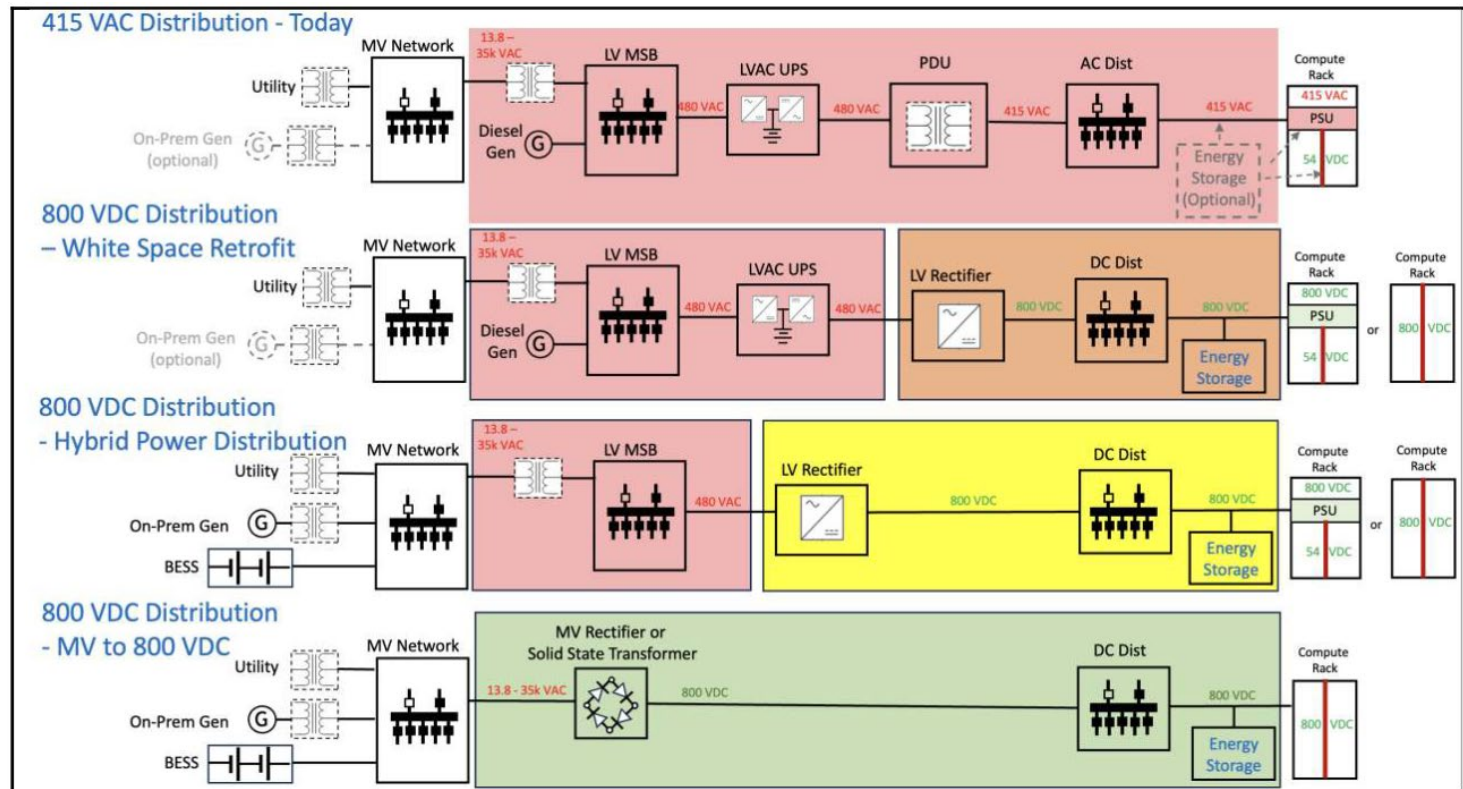 415 VAC Distribution - Today
MV Network
13.8 –
35k VAC
LV MSB
LVAC UPS
PDU
AC Dist
Compute
Rack
Utility
480 VAC
480 VAC
415 VAC
415 VAC
415 VAC
PSU
On-Prem Gen
(optional)
G
Diesel
Gen
G
Energy
Storage
(Optional)
54 VDC
800 VDC Distribution
– White Space Retrofit
MV Network
13.8 –
35k VAC
LV MSB
LVAC UPS
LV Rectifier
DC Dist
Compute
Rack
Compute
Rack
Utility
480 VAC
480 VAC
800 VDC
800 VDC
800 VDC
PSU
or
800 VDC
On-Prem Gen
(optional)
G
Diesel
Gen
G
Energy
Storage
54 VDC
800 VDC Distribution
- Hybrid Power Distribution
MV Network
13.8 –
35k VAC
LV MSB
LV Rectifier
DC Dist
Compute
Rack
Compute
Rack
Utility
480 VAC
800 VDC
800 VDC
800 VDC
PSU
or
800 VDC
On-Prem Gen
G
BESS
Energy
Storage
54 VDC
800 VDC Distribution
- MV to 800 VDC
MV Network
MV Rectifier or
Solid State Transformer
DC Dist
Compute
Rack
Utility
13.8 - 35k VAC
800 VDC
800 VDC
800 VDC
On-Prem Gen
G
BESS
Energy
Storage